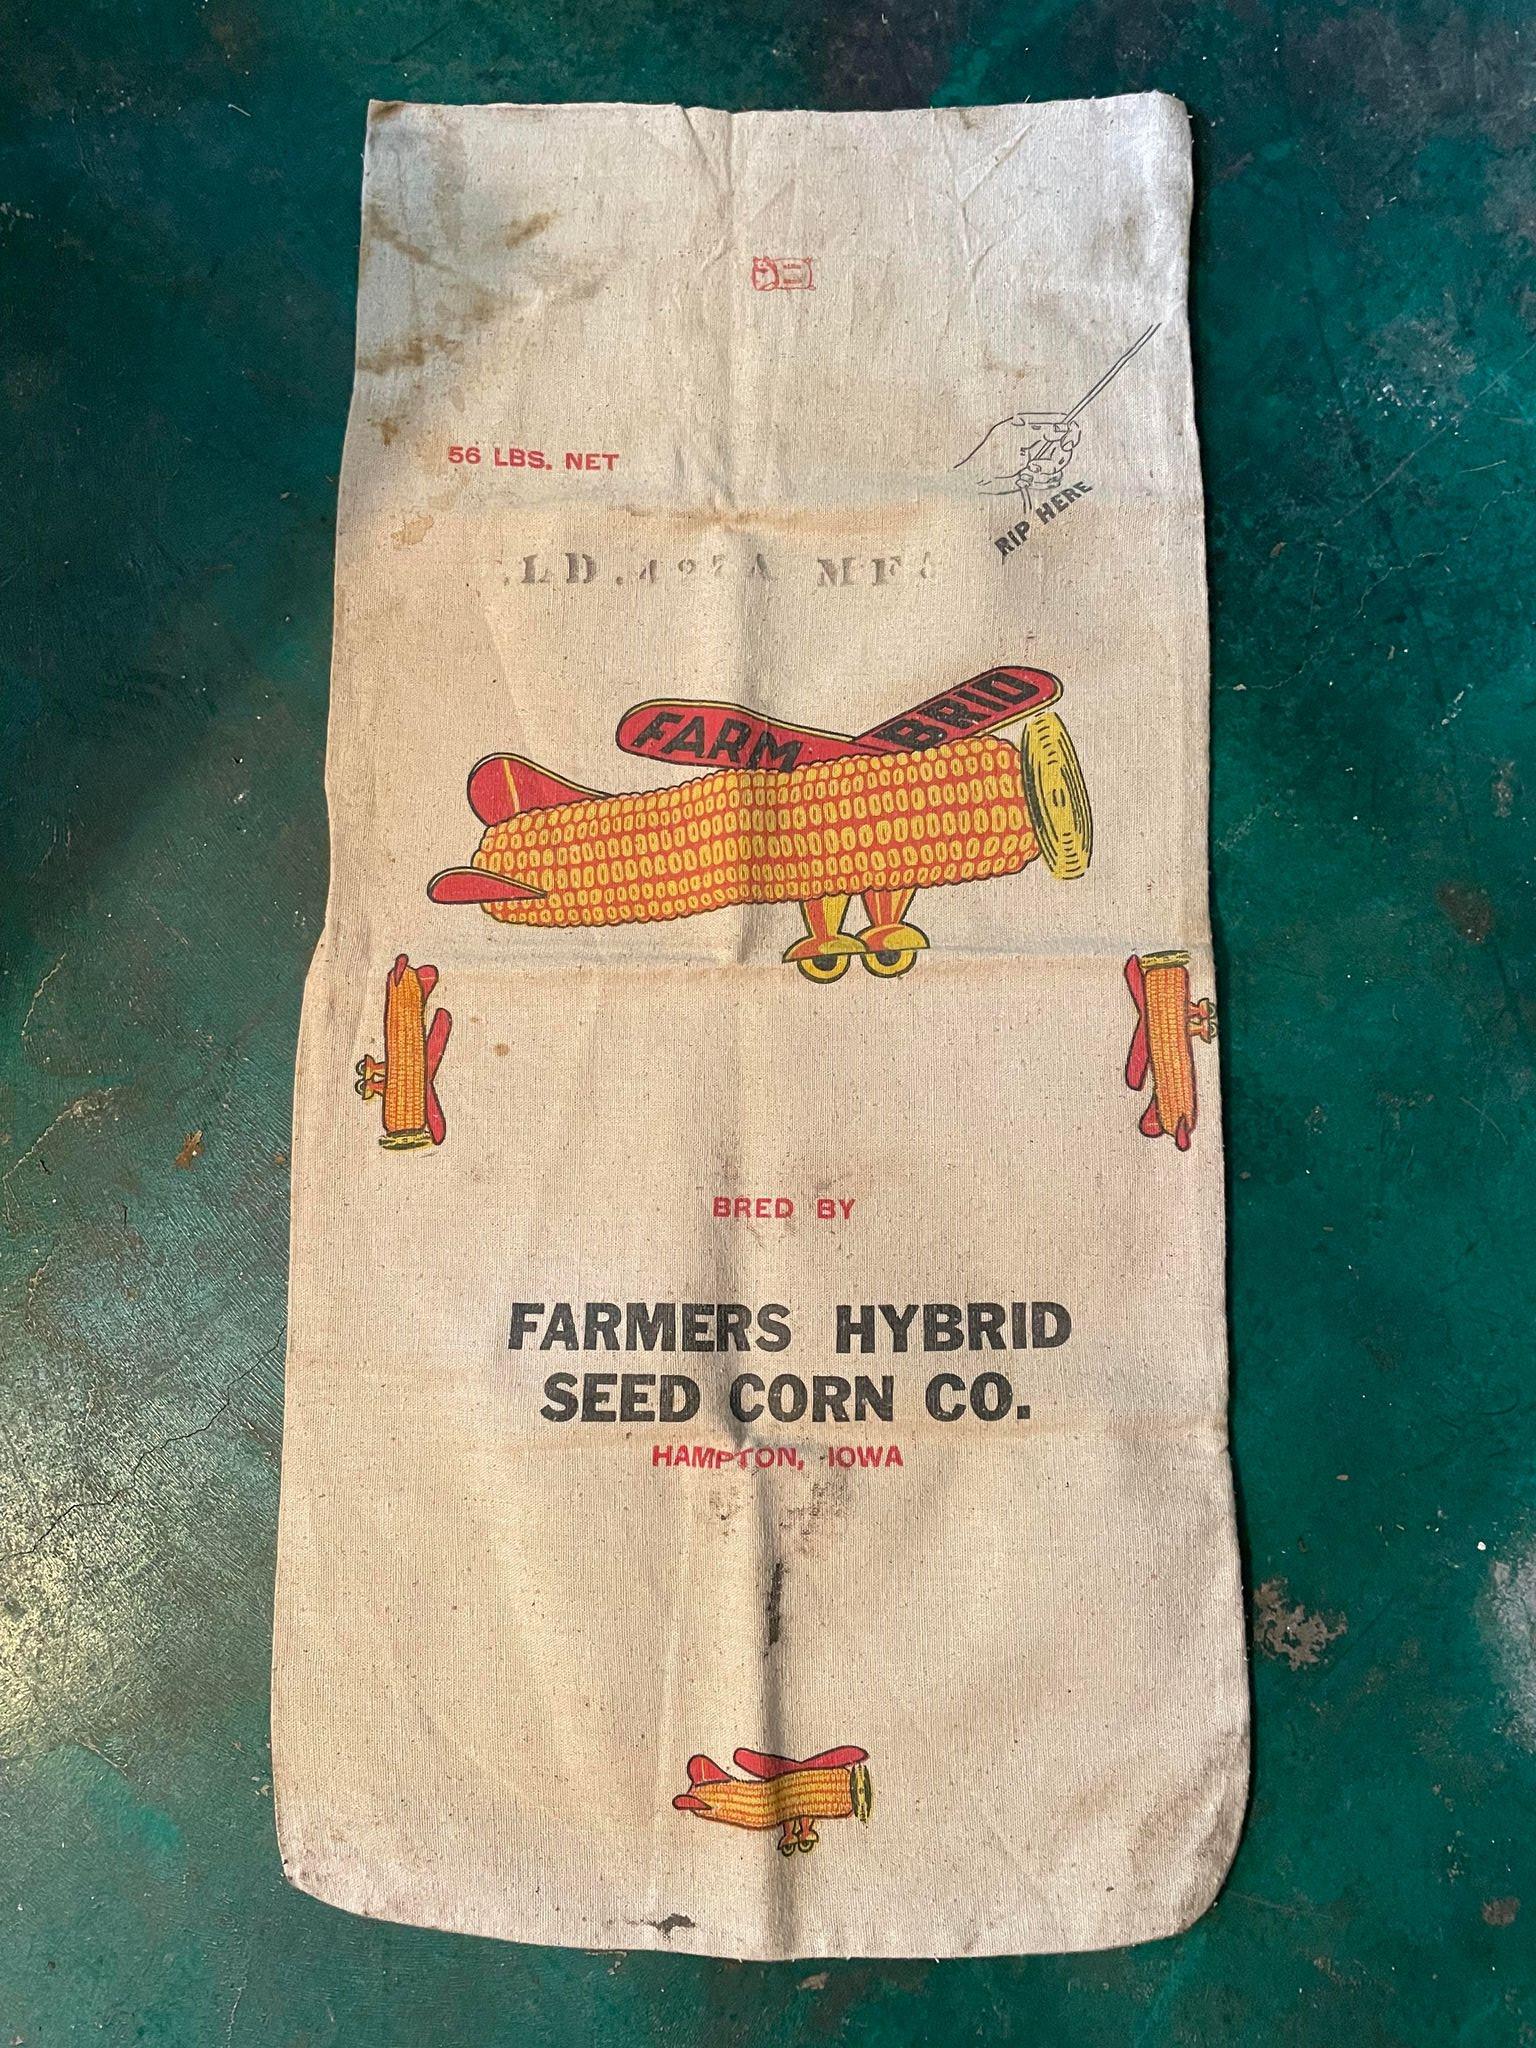 56 LBS. NET
RIP HERE
FARM BRID
BRED BY
FARMERS HYBRID
SEED CORN CO.
HAMPTON, IOWA